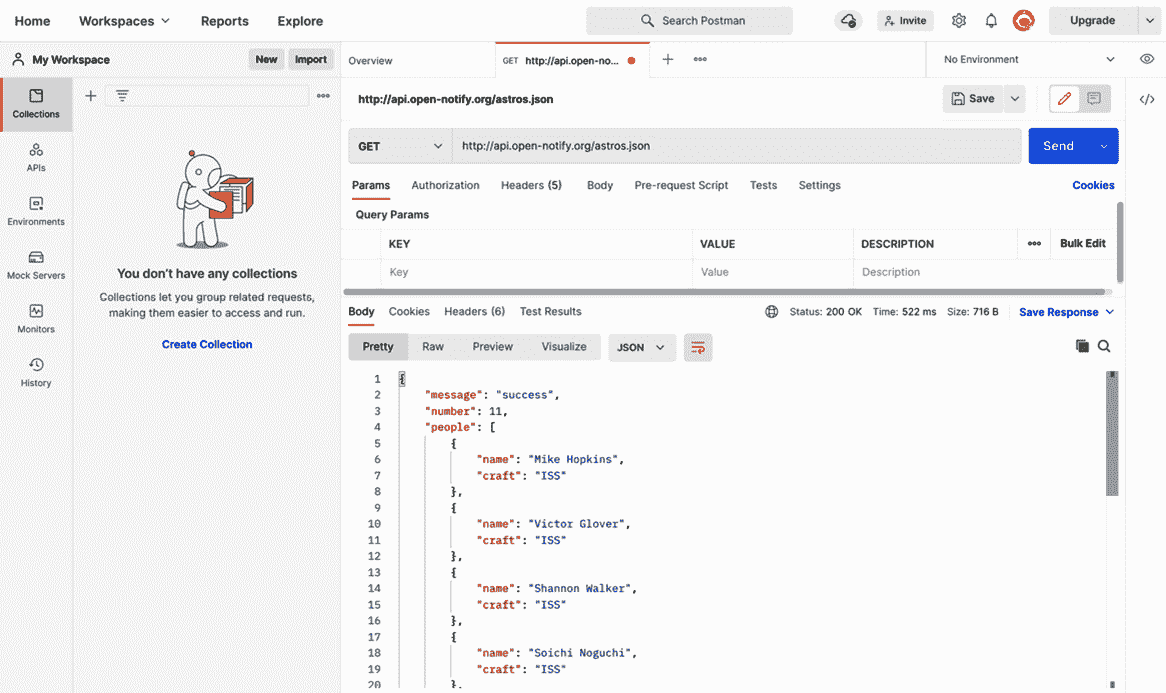 Home Workspaces Reports Explore Search Postman Invite Upgrade
My Workspace New Import
Overview GET http://api.open-no... No Environment
Collections
APIs
Environments
Mock Servers
Monitors
History
You don't have any collections
Collections let you group related requests,
making them easier to access and run.
Create Collection
http://api.open-notify.org/astros.json Save
GET http://api.open-notify.org/astros.json Send
Params Authorization Headers (5) Body Pre-request Script Tests Settings Cookies
Query Params
KEY VALUE DESCRIPTION Bulk Edit
Key Value Description
Body Cookies Headers (6) Test Results Status: 200 OK Time: 522 ms Size: 716 B Save Response
Pretty Raw Preview Visualize JSON
1 {
2 "message": "success",
3 "number": 11,
4 "people": [
5 {
6 "name": "Mike Hopkins",
7 "craft": "ISS"
8 },
9 {
10 "name": "Victor Glover",
11 "craft": "ISS"
12 },
13 {
14 "name": "Shannon Walker",
15 "craft": "ISS"
16 },
17 {
18 "name": "Soichi Noguchi",
19 "craft": "ISS"
20 },